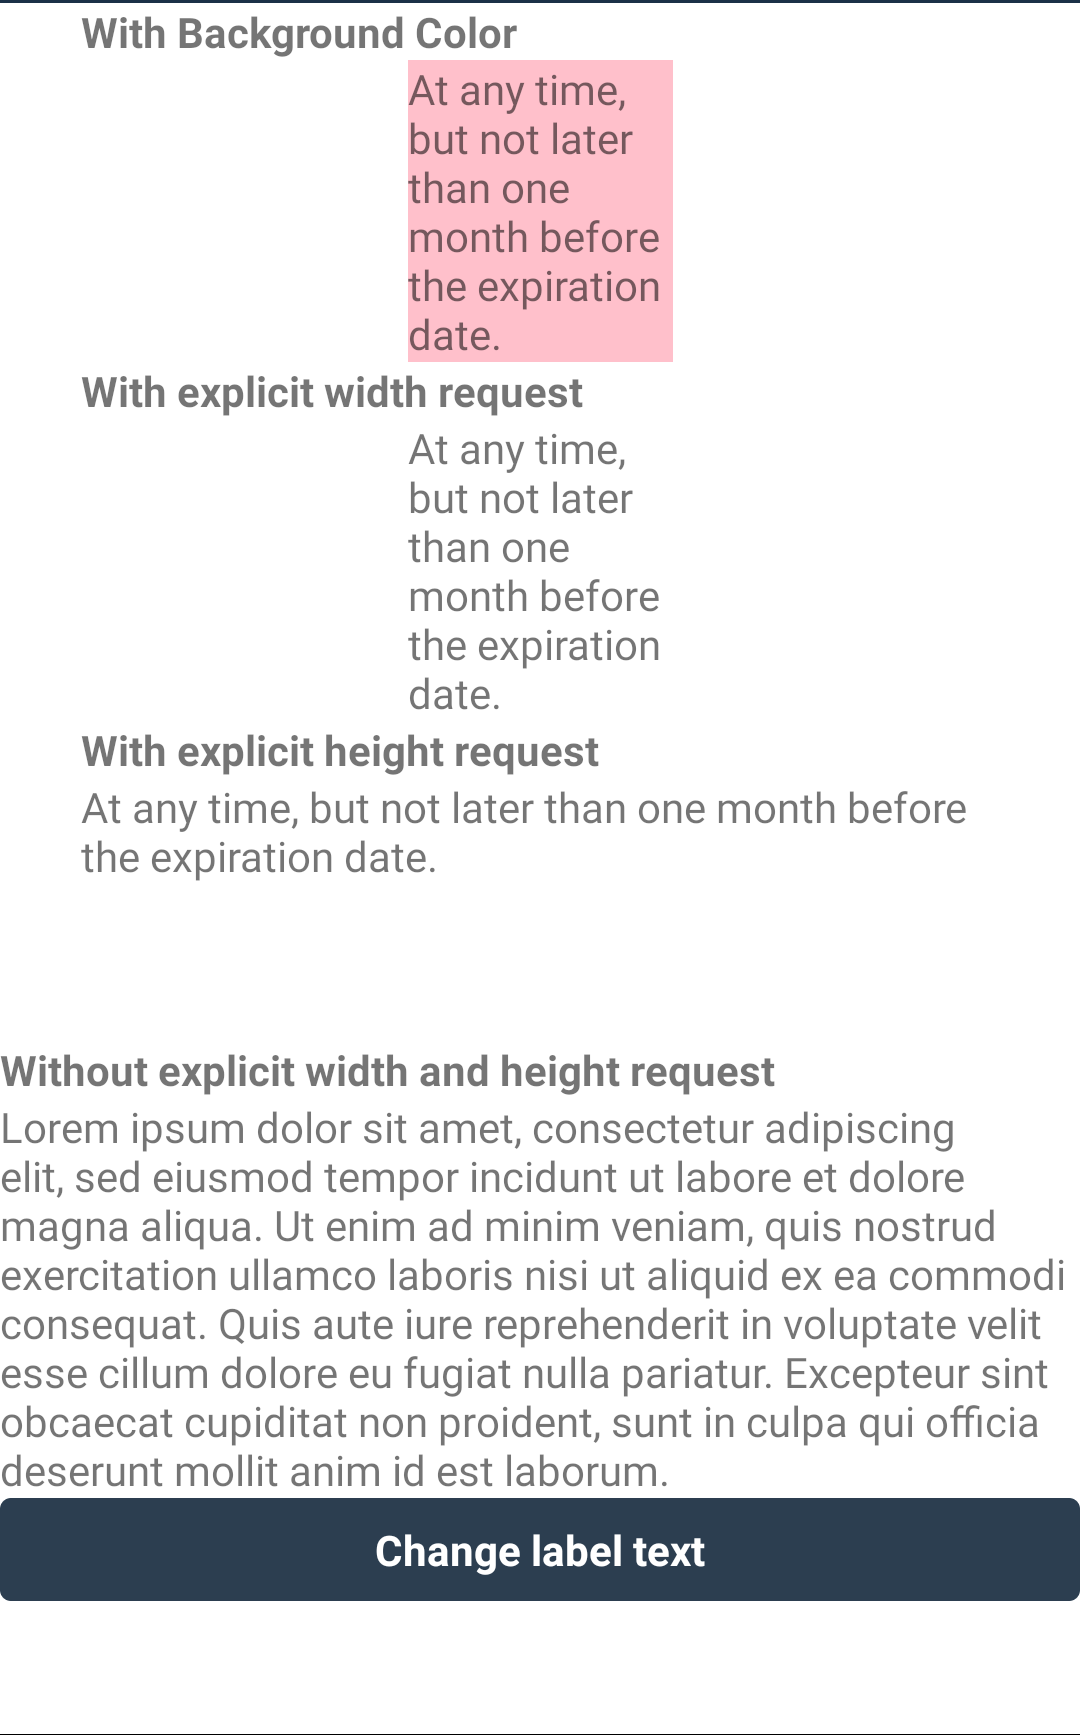 With Background Color
At any time,
but not later
than one
month before
the expiration
date.
With explicit width request
At any time,
but not later
than one
month before
the expiration
date.
With explicit height request
At any time, but not later than one month before
the expiration date.
Without explicit width and height request
Lorem ipsum dolor sit amet, consectetur adipiscing
elit, sed eiusmod tempor incidunt ut labore et dolore
magna aliqua. Ut enim ad minim veniam, quis nostrud
exercitation ullamco laboris nisi ut aliquid ex ea commodi
consequat. Quis aute iure reprehenderit in voluptate velit
esse cillum dolore eu fugiat nulla pariatur. Excepteur sint
obcaecat cupiditat non proident, sunt in culpa qui officia
deserunt mollit anim id est laborum.
Change label text